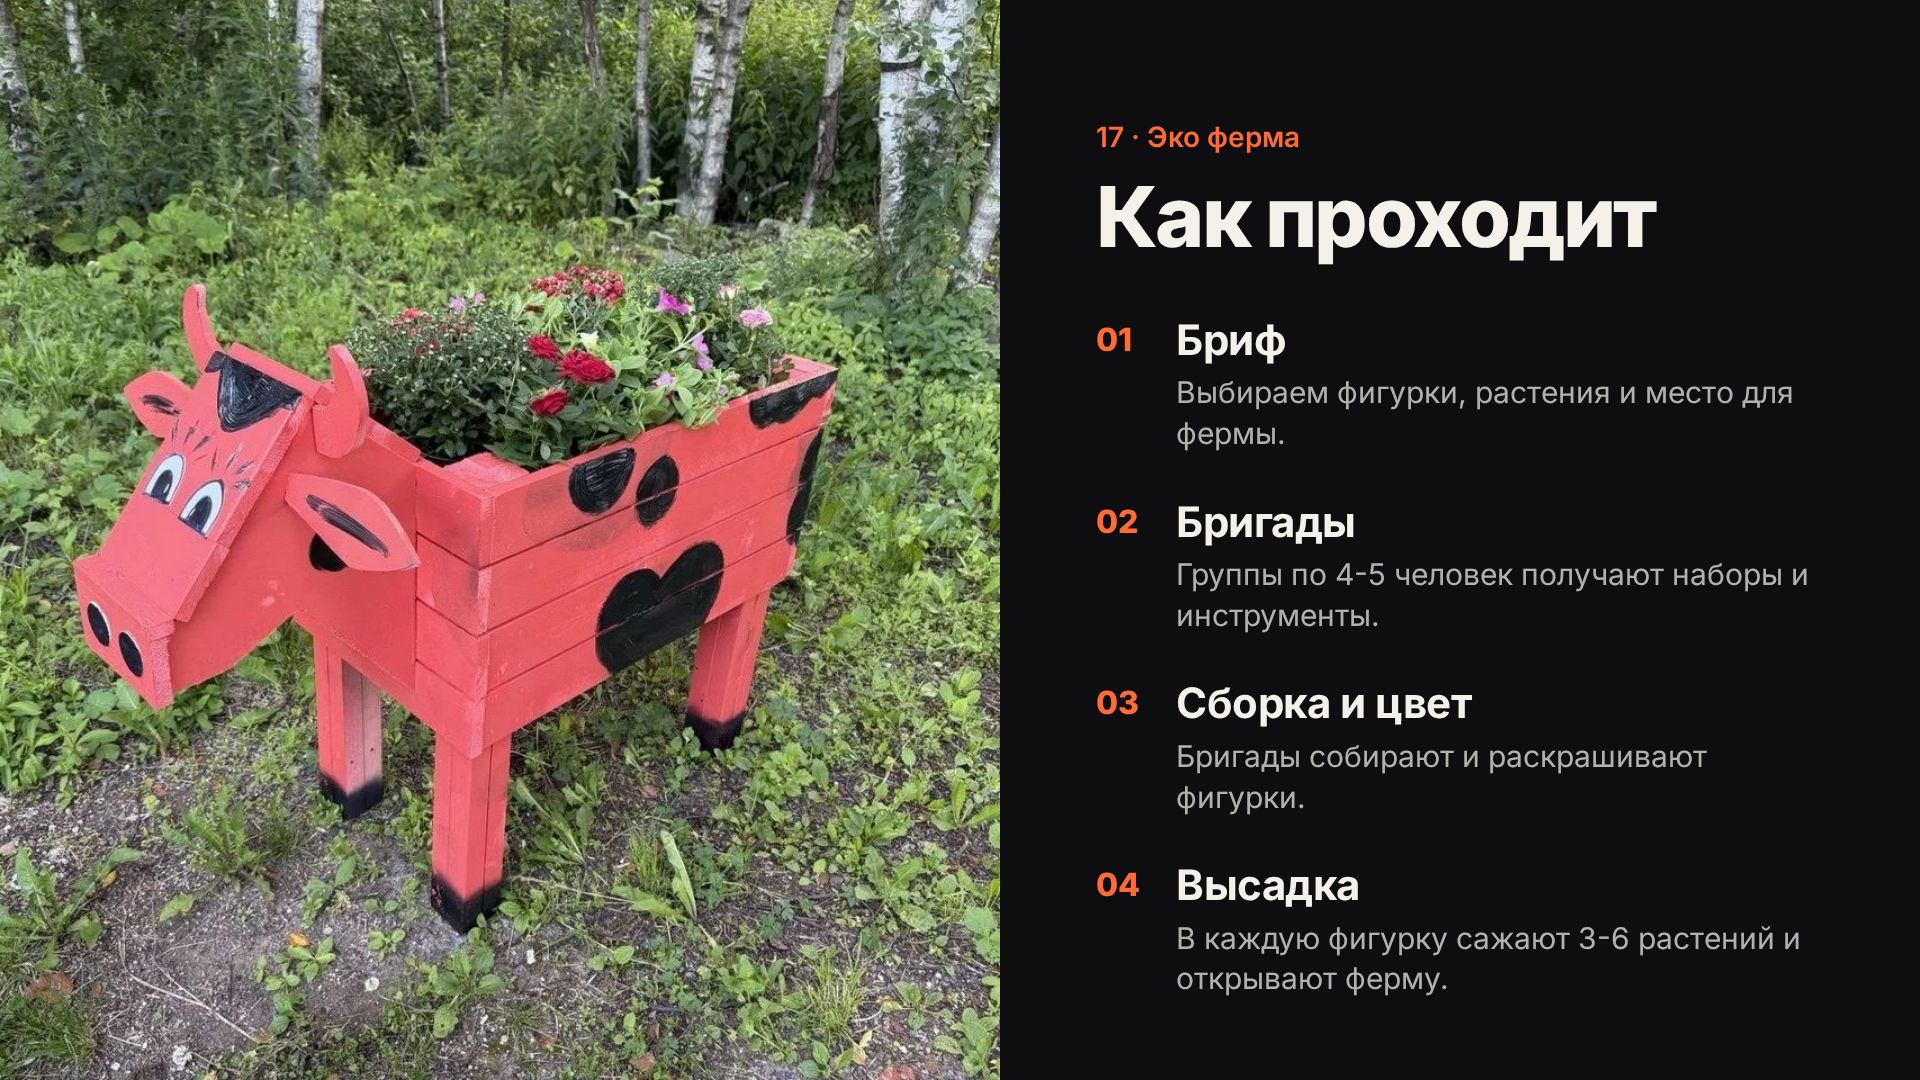 17 · Эко ферма
Как проходит
01 Бриф
Выбираем фигурки, растения и место для
фермы.
02 Бригады
Группы по 4-5 человек получают наборы и
инструменты.
03 Сборка и цвет
Бригады собирают и раскрашивают
фигурки.
04 Высадка
В каждую фигурку сажают 3-6 растений и
открывают ферму.